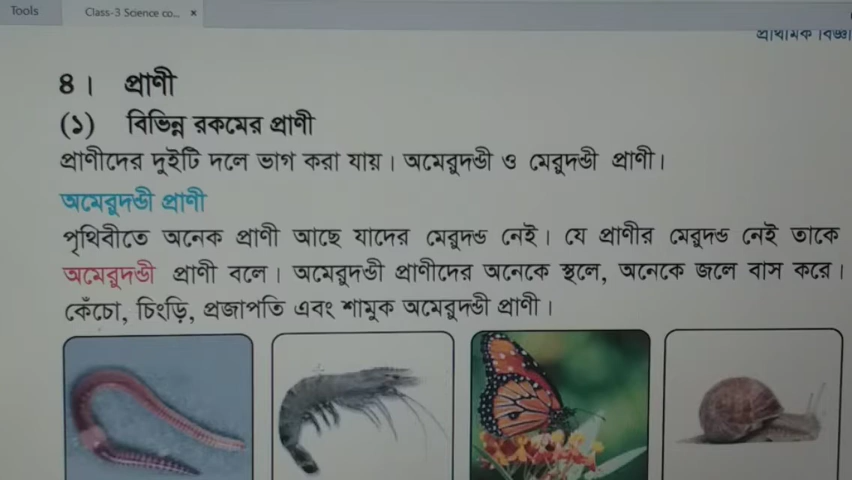 Tools
Class-3 Science co... ×
প্রাথমিক বিজ্ঞা
৪। প্রাণী
(১) বিভিন্ন রকমের প্রাণী
প্রাণীদের দুইটি দলে ভাগ করা যায়। অমেরুদণ্ডী ও মেরুদণ্ডী প্রাণী।
অমেরুদণ্ডী প্রাণী
পৃথিবীতে অনেক প্রাণী আছে যাদের মেরুদণ্ড নেই। যে প্রাণীর মেরুদণ্ড নেই তাকে
অমেরুদণ্ডী প্রাণী বলে। অমেরুদণ্ডী প্রাণীদের অনেকে স্থলে, অনেকে জলে বাস করে।
কেঁচো, চিংড়ি, প্রজাপতি এবং শামুক অমেরুদণ্ডী প্রাণী।